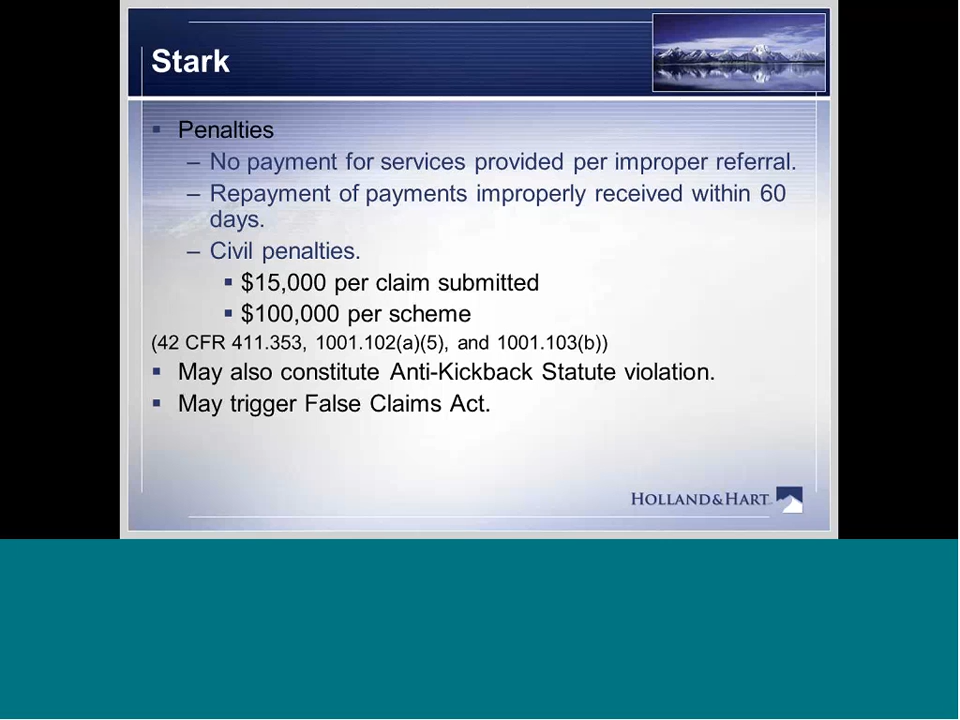 Stark
▪ Penalties
– No payment for services provided per improper referral.
– Repayment of payments improperly received within 60
days.
– Civil penalties.
▪ $15,000 per claim submitted
▪ $100,000 per scheme
(42 CFR 411.353, 1001.102(a)(5), and 1001.103(b))
▪ May also constitute Anti-Kickback Statute violation.
▪ May trigger False Claims Act.
HOLLAND&HART